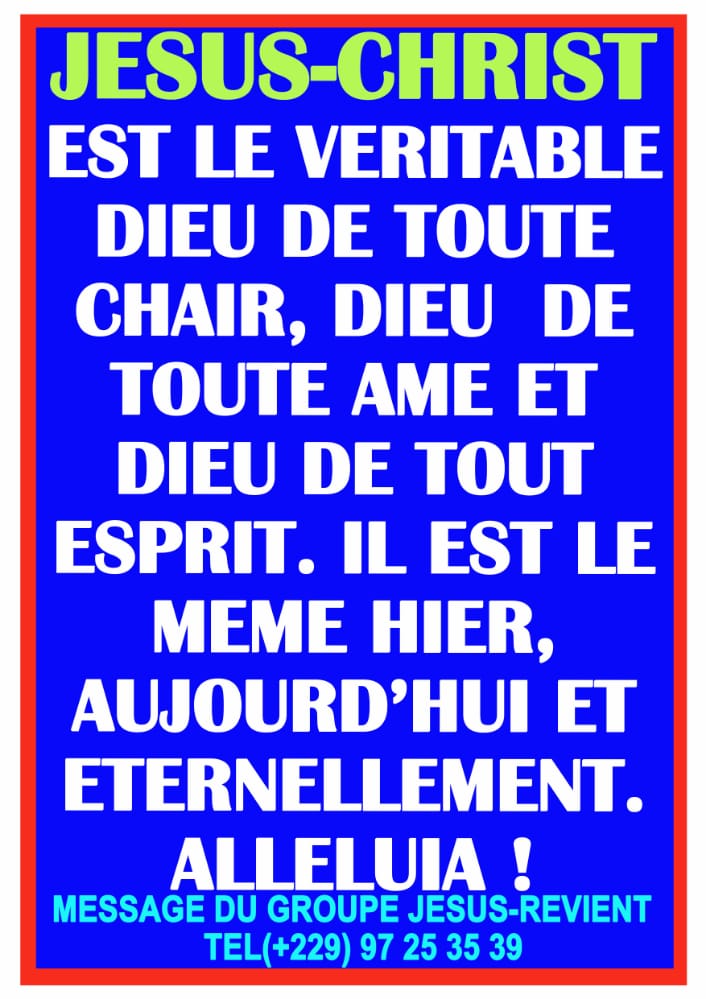 JESUS-CHRIST
EST LE VERITABLE
DIEU DE TOUTE
CHAIR, DIEU DE
TOUTE AME ET
DIEU DE TOUT
ESPRIT. IL EST LE
MEME HIER,
AUJOURD’HUI ET
ETERNELLEMENT.
ALLELUIA !
MESSAGE DU GROUPE JESUS-REVIENT
TEL(+229) 97 25 35 39